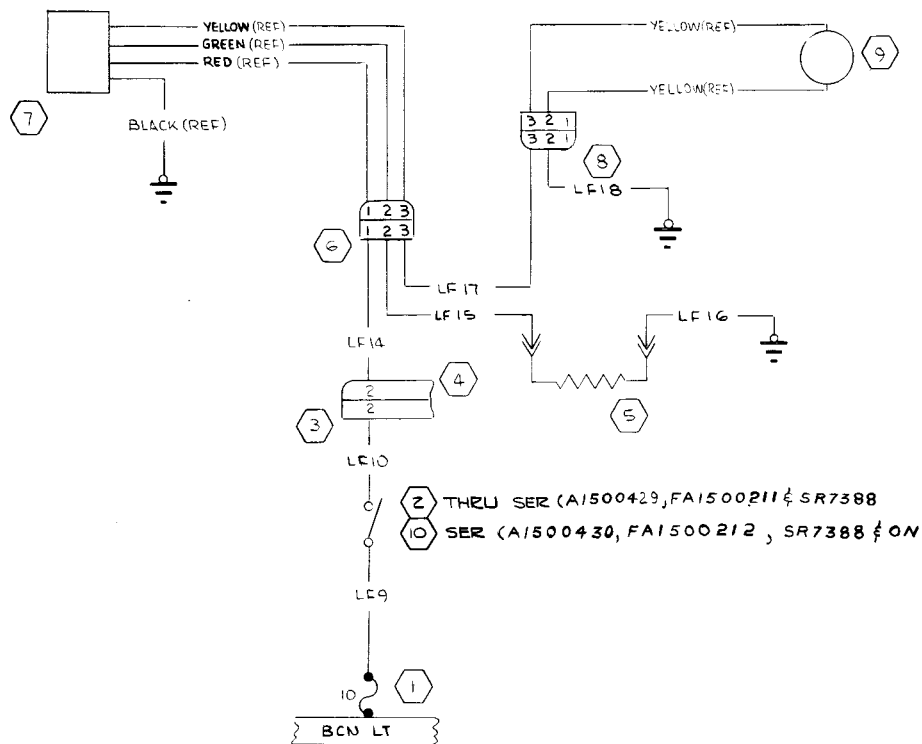 YELLOW (REF)
GREEN (REF)
RED (REF)
BLACK (REF)
7
YELLOW(REF)
YELLOW(REF)
9
3 2 1
3 2 1
8
LF18
1 2 3
1 2 3
6
LF17
LF15
LF16
LF14
5
2
2
4
3
LF10
2 THRU SER (A1500429, FA1500211 & SR7388
10 SER (A1500430, FA1500212, SR7388 & ON
LF9
10
1
BCN LT